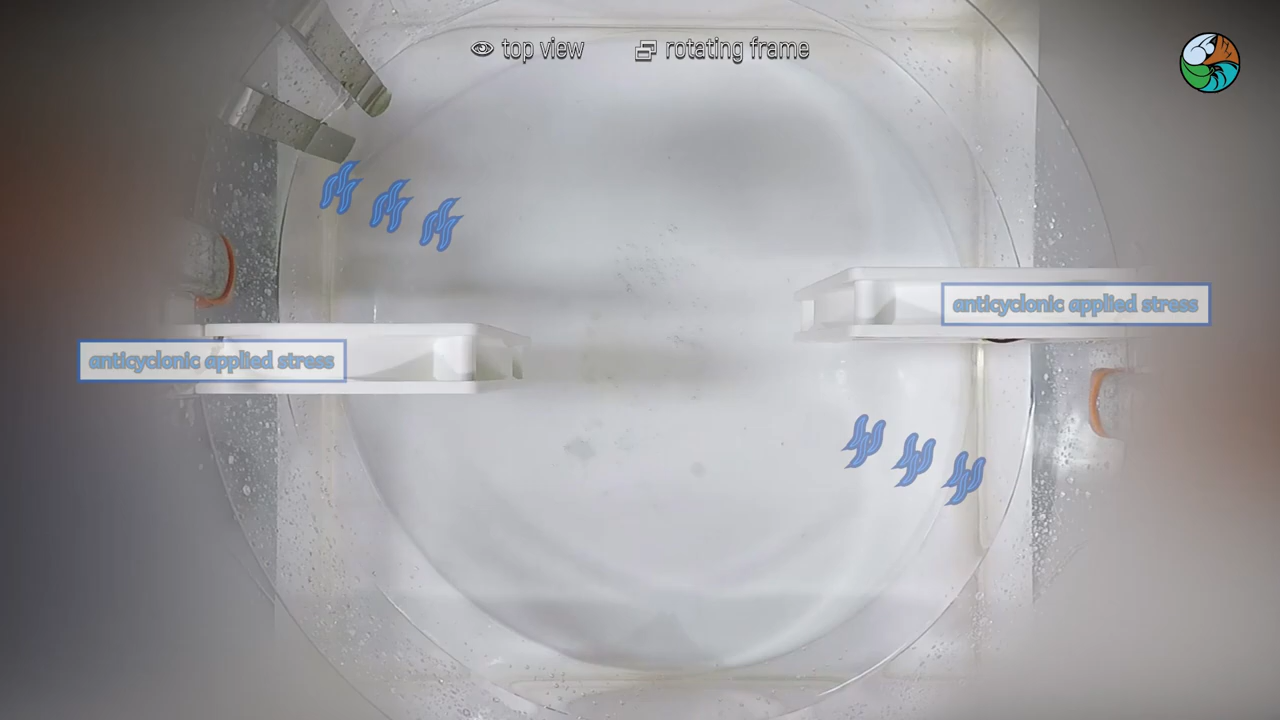 top view
rotating frame
anticyclonic applied stress
anticyclonic applied stress